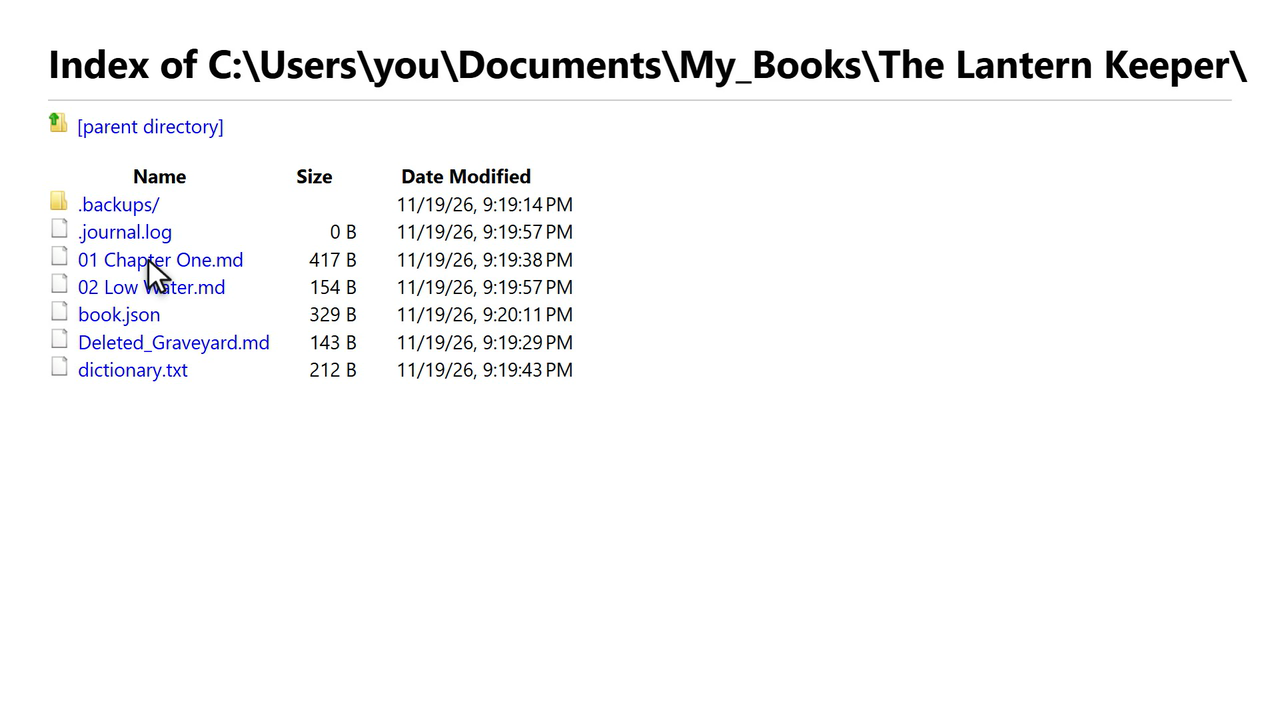 Index of C:\Users\you\Documents\My_Books\The Lantern Keeper\
[parent directory]
Name Size Date Modified
.backups/ 11/19/26, 9:19:14 PM
.journal.log 0 B 11/19/26, 9:19:57 PM
01 Chapter One.md 417 B 11/19/26, 9:19:38 PM
02 Low Water.md 154 B 11/19/26, 9:19:57 PM
book.json 329 B 11/19/26, 9:20:11 PM
Deleted_Graveyard.md 143 B 11/19/26, 9:19:29 PM
dictionary.txt 212 B 11/19/26, 9:19:43 PM